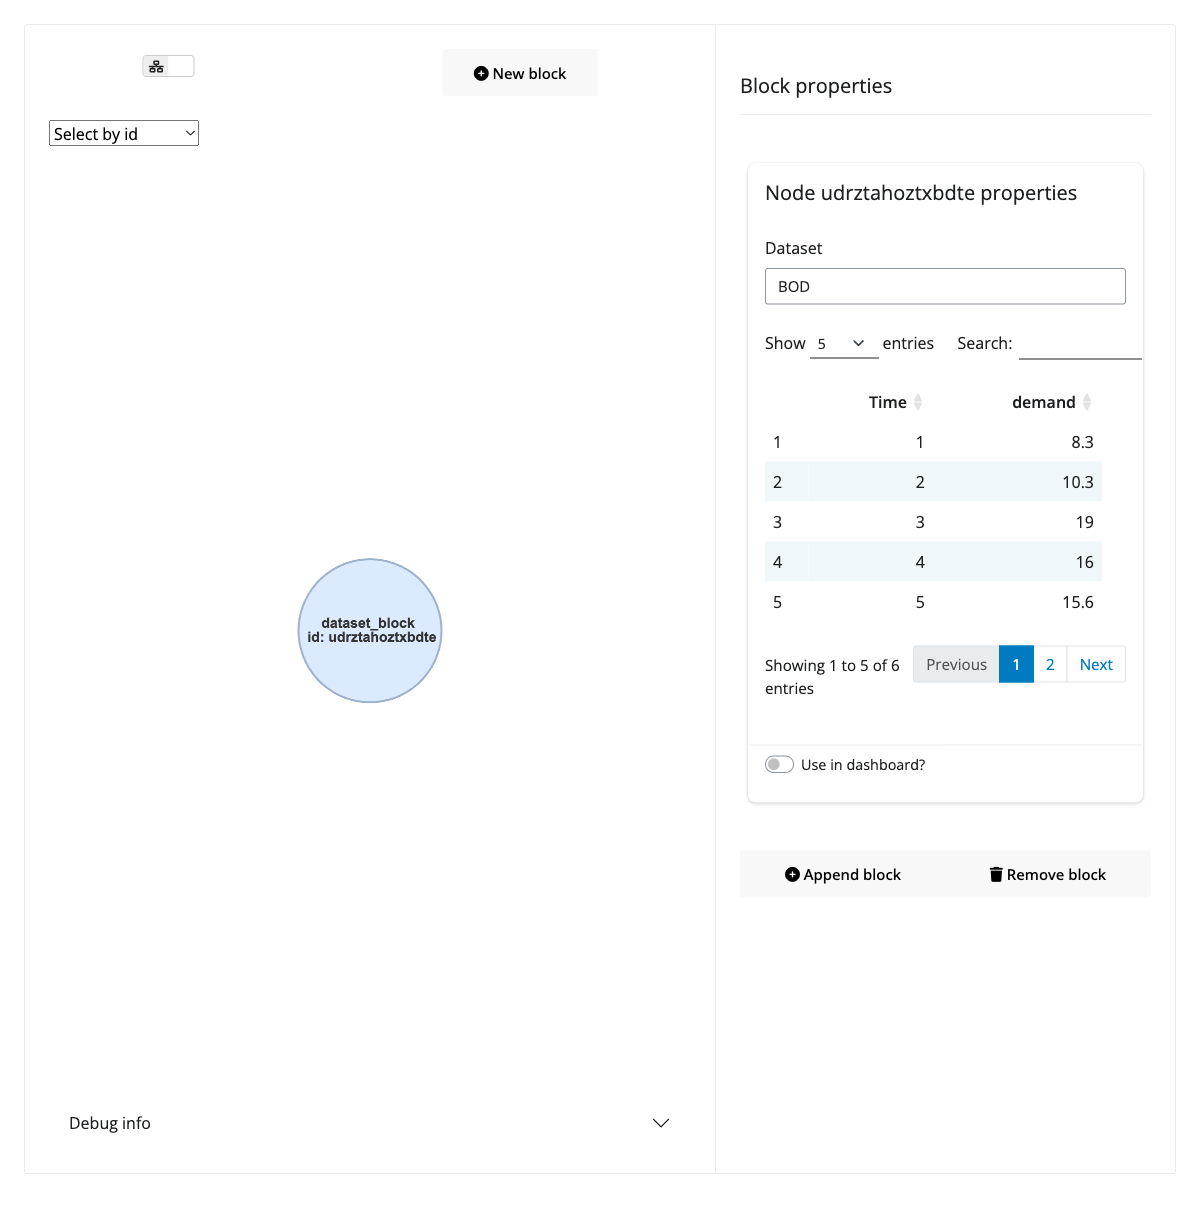 New block
Select by id
dataset_block
id: udrztahoztxbdte
Debug info
Block properties
Node udrztahoztxbdte properties
Dataset
BOD
Show 5 entries Search:
Time demand
1 1 8.3
2 2 10.3
3 3 19
4 4 16
5 5 15.6
Showing 1 to 5 of 6
entries
Previous 1 2 Next
Use in dashboard?
Append block Remove block